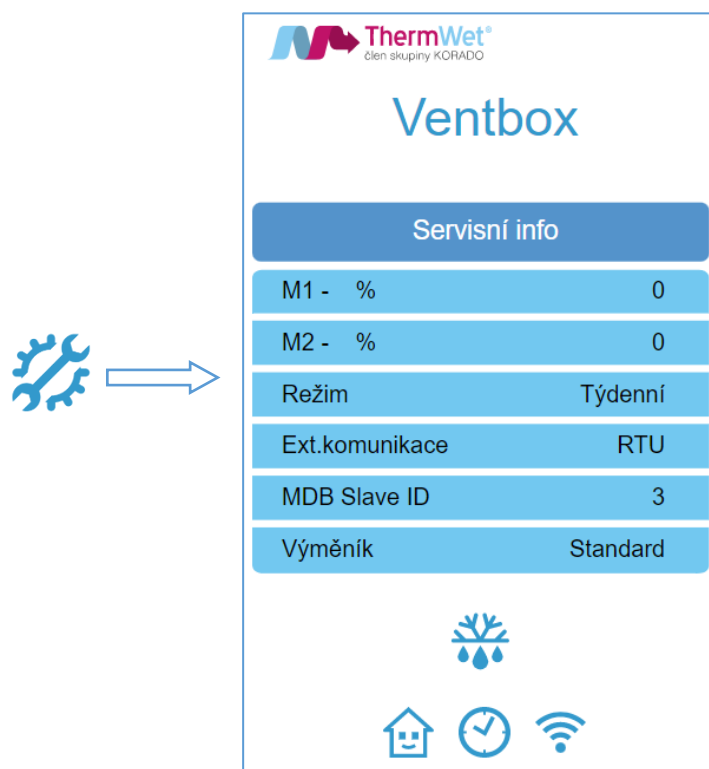 ThermWet®
člen skupiny KORADO
Ventbox
Servisní info
M1 - % 0
M2 - % 0
Režim Týdenní
Ext.komunikace RTU
MDB Slave ID 3
Výměník Standard